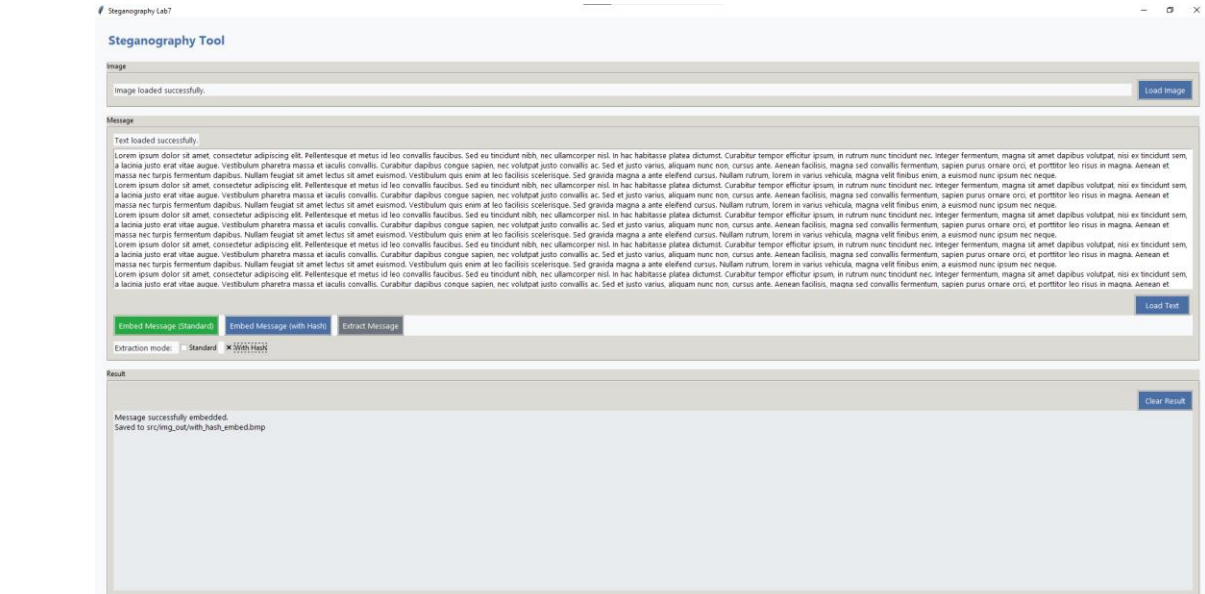 Steganography Lab7
Steganography Tool
Image
Image loaded successfully.
Load Image
Message
Text loaded successfully.
Lorem ipsum dolor sit amet, consectetur adipiscing elit. Pellentesque et metus id leo convallis faucibus. Sed eu tincidunt nibh, nec ullamcorper nisl. In hac habitasse platea dictumst. Curabitur tempor efficitur ipsum, in rutrum nunc tincidunt nec. Integer fermentum, magna sit amet dapibus volutpat, nisi ex tincidunt sem,
a lacinia justo erat vitae augue. Vestibulum pharetra massa et iaculis convallis. Curabitur dapibus congue sapien, nec volutpat justo convallis ac. Sed et justo varius, aliquam nunc non, cursus ante. Aenean facilisis, magna sed convallis fermentum, sapien purus ornare orci, et porttitor leo risus in magna. Aenean et
massa nec turpis fermentum dapibus. Nullam feugiat sit amet lectus sit amet euismod. Vestibulum quis enim at leo facilisis scelerisque. Sed gravida magna a ante eleifend cursus. Nullam rutrum, lorem in varius vehicula, magna velit finibus enim, a euismod nunc ipsum nec neque.
Lorem ipsum dolor sit amet, consectetur adipiscing elit. Pellentesque et metus id leo convallis faucibus. Sed eu tincidunt nibh, nec ullamcorper nisl. In hac habitasse platea dictumst. Curabitur tempor efficitur ipsum, in rutrum nunc tincidunt nec. Integer fermentum, magna sit amet dapibus volutpat, nisi ex tincidunt sem,
a lacinia justo erat vitae augue. Vestibulum pharetra massa et iaculis convallis. Curabitur dapibus congue sapien, nec volutpat justo convallis ac. Sed et justo varius, aliquam nunc non, cursus ante. Aenean facilisis, magna sed convallis fermentum, sapien purus ornare orci, et porttitor leo risus in magna. Aenean et
massa nec turpis fermentum dapibus. Nullam feugiat sit amet lectus sit amet euismod. Vestibulum quis enim at leo facilisis scelerisque. Sed gravida magna a ante eleifend cursus. Nullam rutrum, lorem in varius vehicula, magna velit finibus enim, a euismod nunc ipsum nec neque.
Lorem ipsum dolor sit amet, consectetur adipiscing elit. Pellentesque et metus id leo convallis faucibus. Sed eu tincidunt nibh, nec ullamcorper nisl. In hac habitasse platea dictumst. Curabitur tempor efficitur ipsum, in rutrum nunc tincidunt nec. Integer fermentum, magna sit amet dapibus volutpat, nisi ex tincidunt sem,
a lacinia justo erat vitae augue. Vestibulum pharetra massa et iaculis convallis. Curabitur dapibus congue sapien, nec volutpat justo convallis ac. Sed et justo varius, aliquam nunc non, cursus ante. Aenean facilisis, magna sed convallis fermentum, sapien purus ornare orci, et porttitor leo risus in magna. Aenean et
massa nec turpis fermentum dapibus. Nullam feugiat sit amet lectus sit amet euismod. Vestibulum quis enim at leo facilisis scelerisque. Sed gravida magna a ante eleifend cursus. Nullam rutrum, lorem in varius vehicula, magna velit finibus enim, a euismod nunc ipsum nec neque.
Lorem ipsum dolor sit amet, consectetur adipiscing elit. Pellentesque et metus id leo convallis faucibus. Sed eu tincidunt nibh, nec ullamcorper nisl. In hac habitasse platea dictumst. Curabitur tempor efficitur ipsum, in rutrum nunc tincidunt nec. Integer fermentum, magna sit amet dapibus volutpat, nisi ex tincidunt sem,
a lacinia justo erat vitae augue. Vestibulum pharetra massa et iaculis convallis. Curabitur dapibus congue sapien, nec volutpat justo convallis ac. Sed et justo varius, aliquam nunc non, cursus ante. Aenean facilisis, magna sed convallis fermentum, sapien purus ornare orci, et porttitor leo risus in magna. Aenean et
massa nec turpis fermentum dapibus. Nullam feugiat sit amet lectus sit amet euismod. Vestibulum quis enim at leo facilisis scelerisque. Sed gravida magna a ante eleifend cursus. Nullam rutrum, lorem in varius vehicula, magna velit finibus enim, a euismod nunc ipsum nec neque.
Lorem ipsum dolor sit amet, consectetur adipiscing elit. Pellentesque et metus id leo convallis faucibus. Sed eu tincidunt nibh, nec ullamcorper nisl. In hac habitasse platea dictumst. Curabitur tempor efficitur ipsum, in rutrum nunc tincidunt nec. Integer fermentum, magna sit amet dapibus volutpat, nisi ex tincidunt sem,
a lacinia justo erat vitae augue. Vestibulum pharetra massa et iaculis convallis. Curabitur dapibus congue sapien, nec volutpat justo convallis ac. Sed et justo varius, aliquam nunc non, cursus ante. Aenean facilisis, magna sed convallis fermentum, sapien purus ornare orci, et porttitor leo risus in magna. Aenean et
Load Text
Embed Message (Standard) Embed Message (with Hash) Extract Message
Extraction mode: Standard With Hash
Result
Clear Result
Message successfully embedded.
Saved to src/img_out/with_hash_embed.bmp